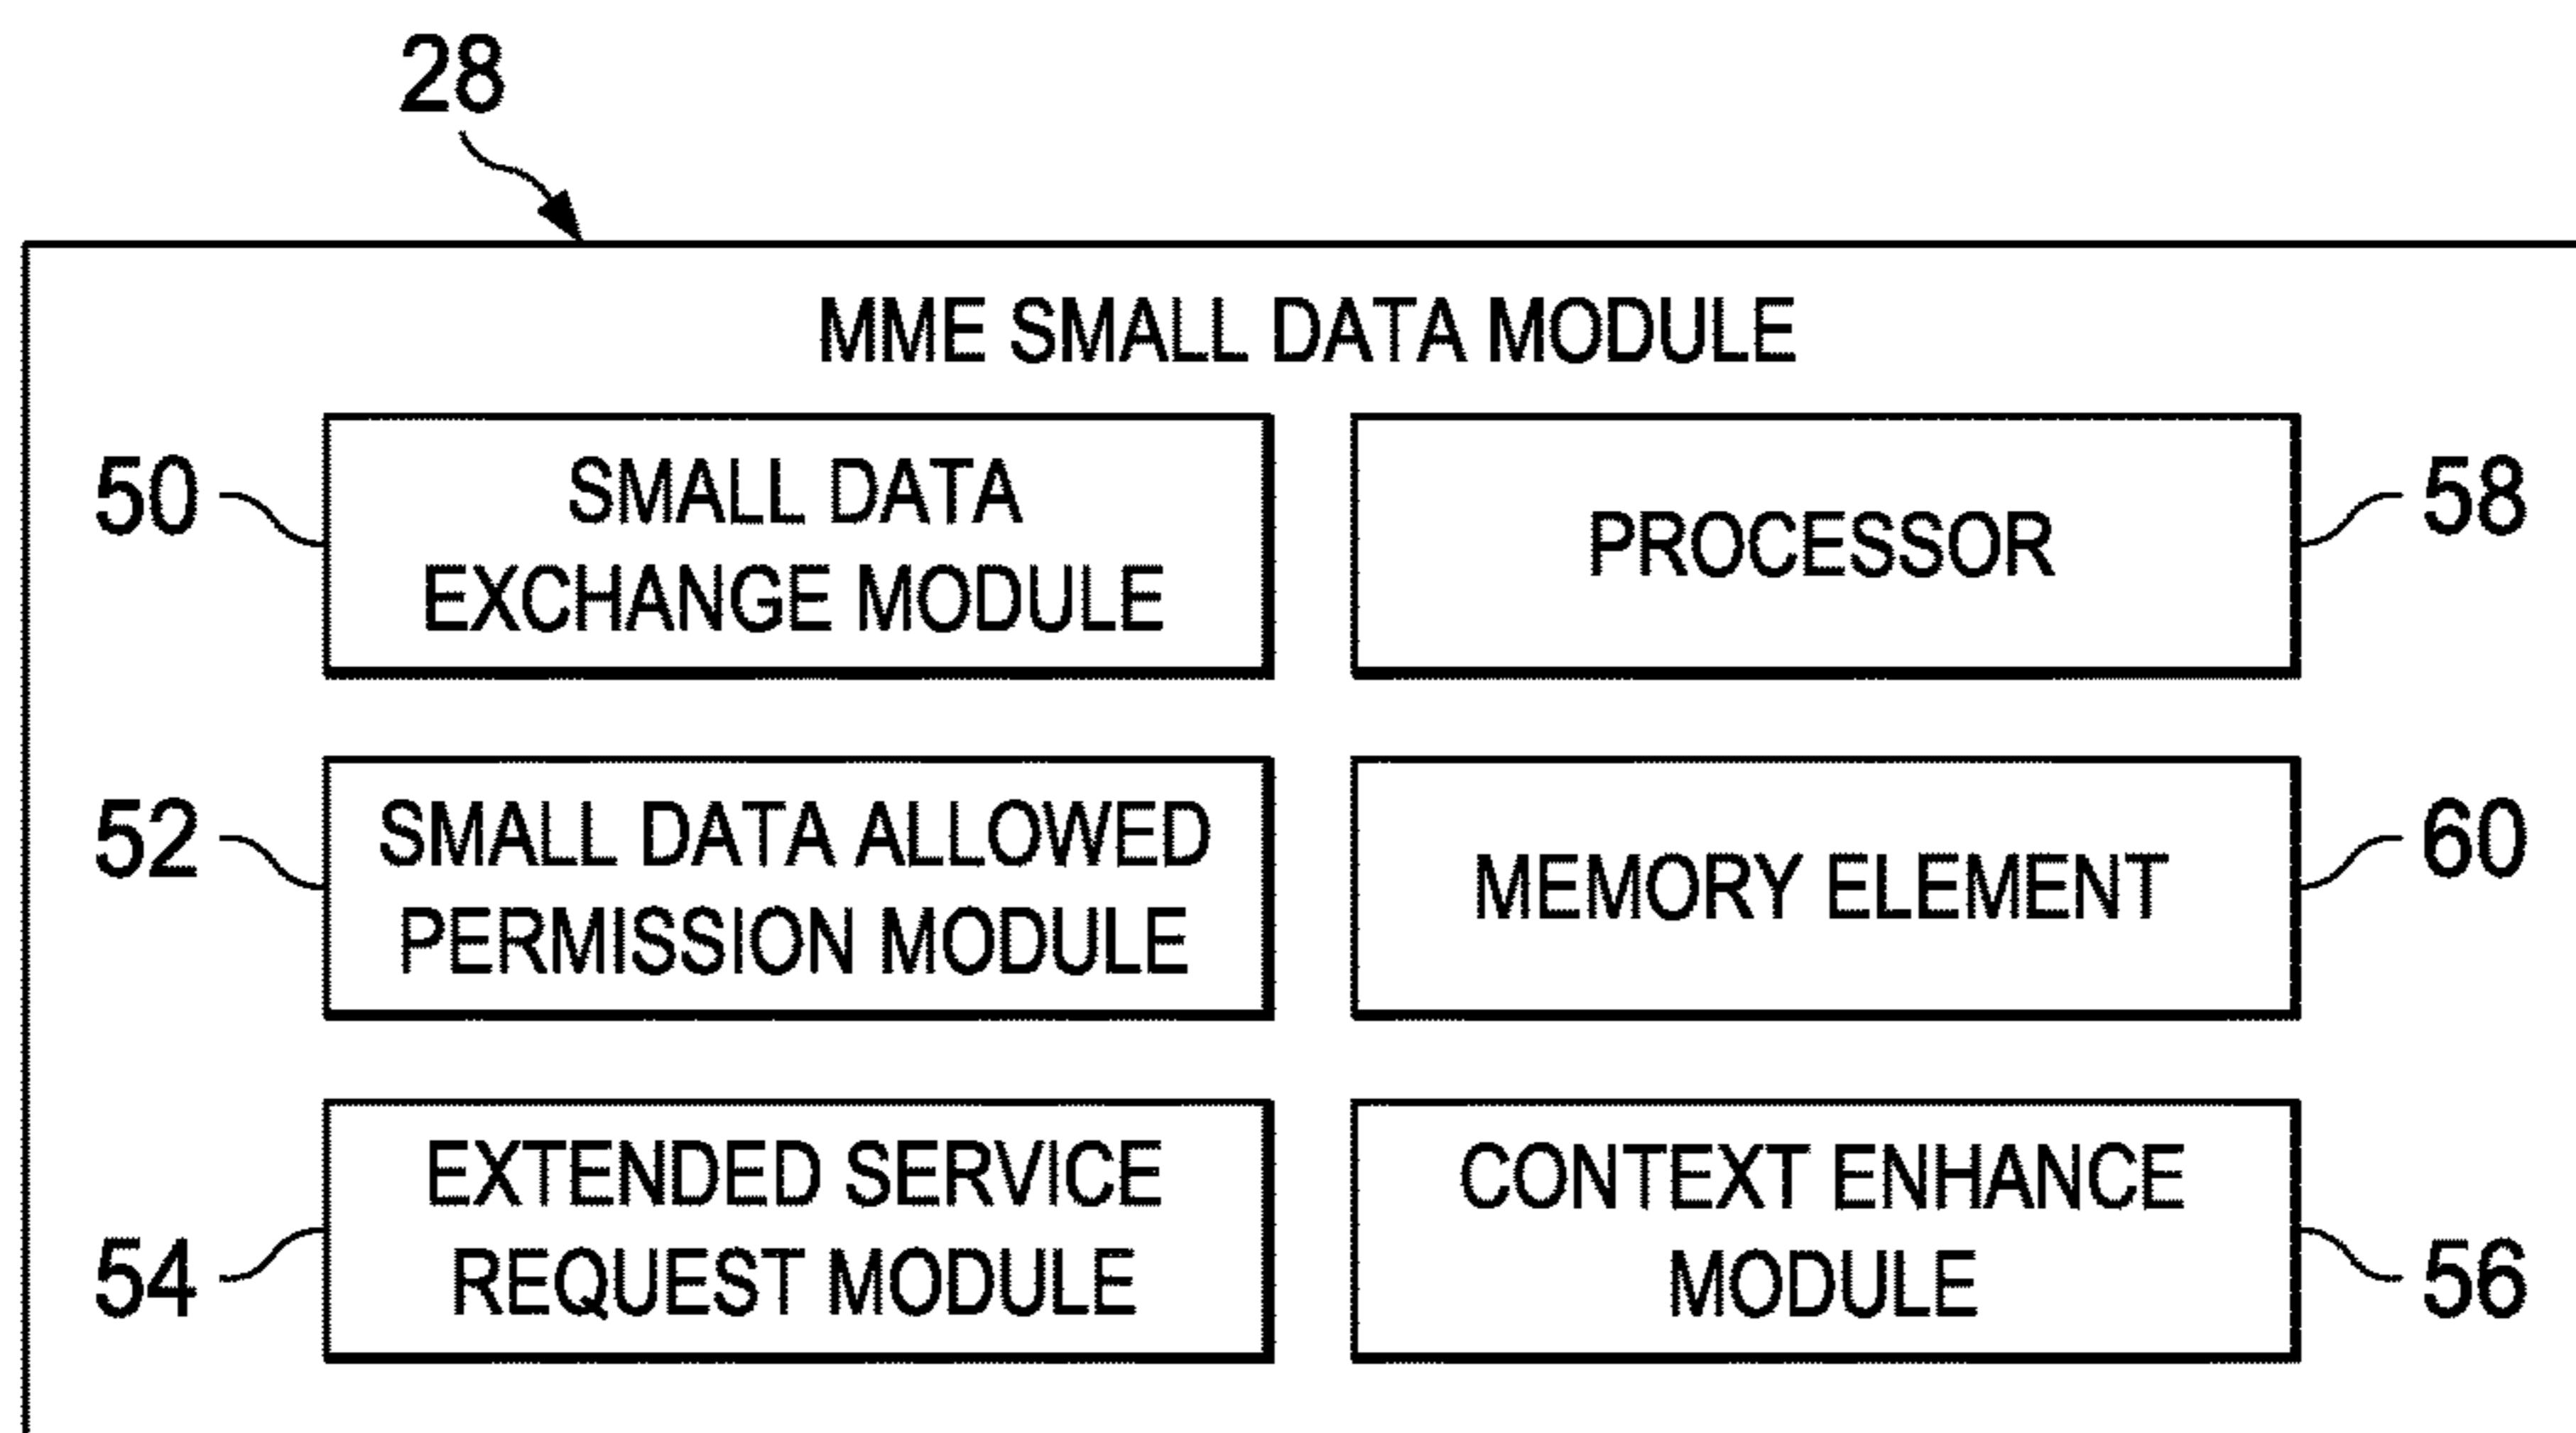 28
MME SMALL DATA MODULE
50
SMALL DATA
EXCHANGE MODULE
PROCESSOR
58
52
SMALL DATA ALLOWED
PERMISSION MODULE
MEMORY ELEMENT
60
54
EXTENDED SERVICE
REQUEST MODULE
CONTEXT ENHANCE
MODULE
56